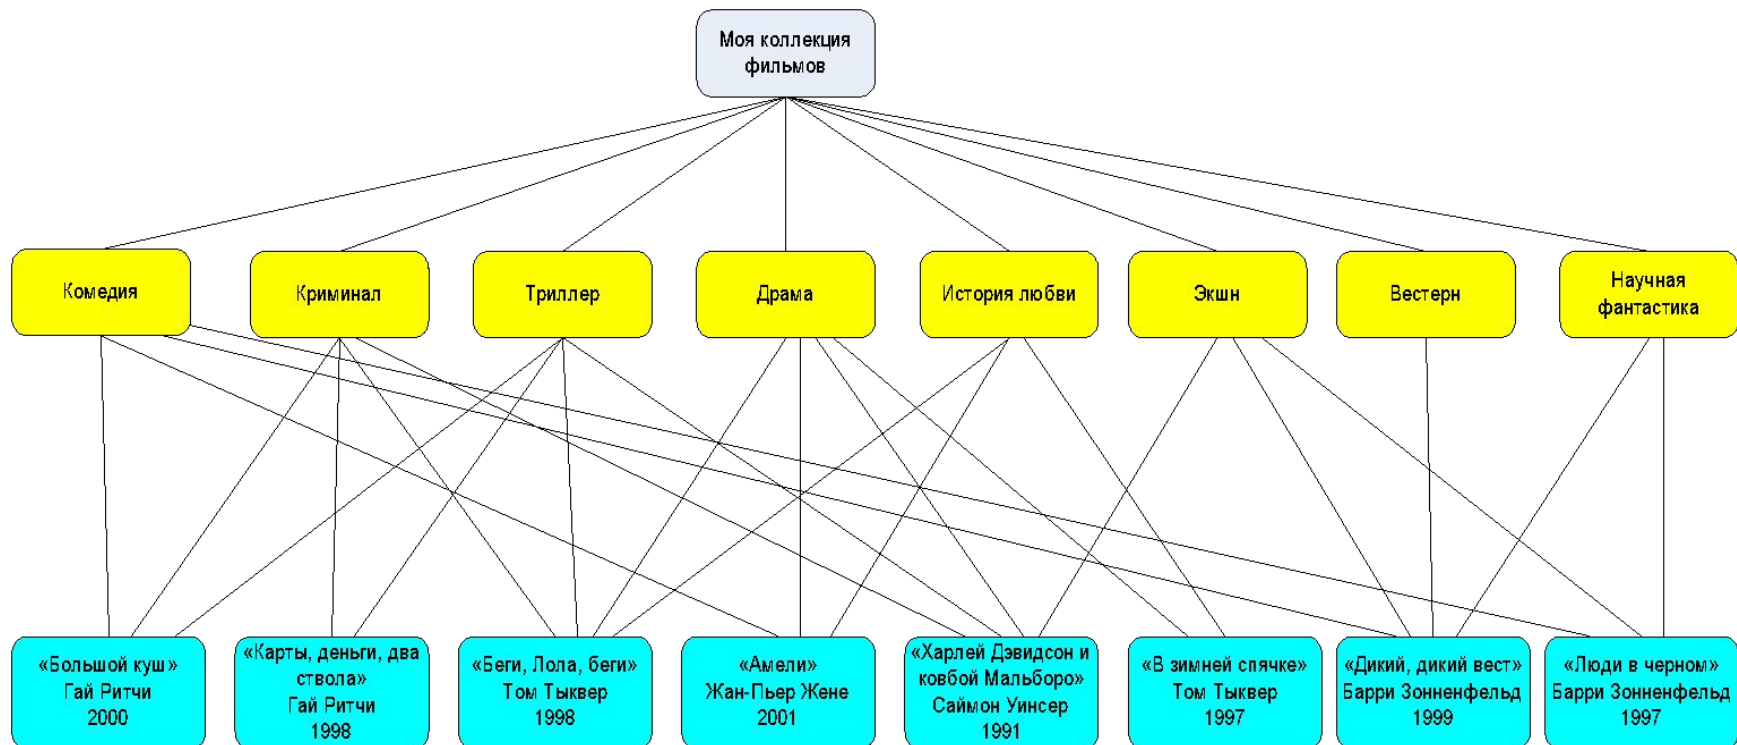 Моя коллекция
фильмов
Комедия
Криминал
Триллер
Драма
История любви
Экшн
Вестерн
Научная
фантастика
«Большой куш»
Гай Ритчи
2000
«Карты, деньги, два
ствола»
Гай Ритчи
1998
«Беги, Лола, беги»
Том Тыквер
1998
«Амели»
Жан-Пьер Жене
2001
«Харлей Дэвидсон и
ковбой Мальборо»
Саймон Уинсер
1991
«В зимней спячке»
Том Тыквер
1997
«Дикий, дикий вест»
Барри Зонненфельд
1999
«Люди в черном»
Барри Зонненфельд
1997